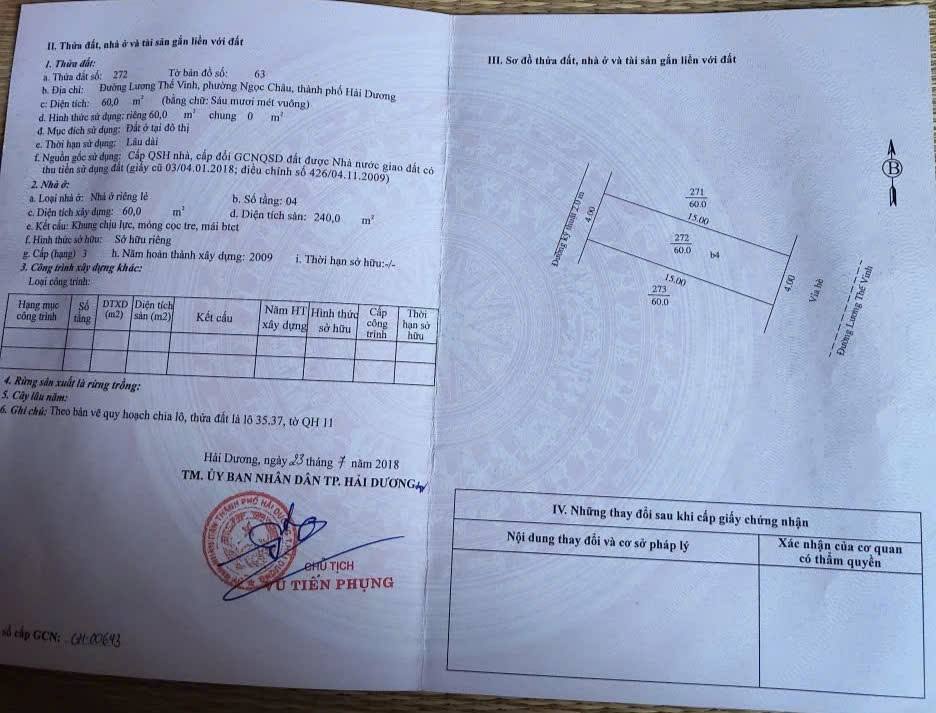 II. Thửa đất, nhà ở và tài sản gắn liền với đất
1. Thửa đất:
a. Thửa đất số: 272 Tờ bản đồ số: 63
b. Địa chỉ: Đường Lương Thế Vinh, phường Ngọc Châu, thành phố Hải Dương
c: Diện tích: 60,0 m² (bằng chữ: Sáu mươi mét vuông)
d. Hình thức sử dụng: riêng 60,0 m² chung 0 m²
đ. Mục đích sử dụng: Đất ở tại đô thị
e. Thời hạn sử dụng: Lâu dài
f. Nguồn gốc sử dụng: Cấp QSH nhà, cấp đổi GCNQSD đất được Nhà nước giao đất có
thu tiền sử dụng đất (giấy cũ 03/04.01.2018; điều chỉnh số 426/04.11.2009)
2. Nhà ở:
a. Loại nhà ở: Nhà ở riêng lẻ b. Số tầng: 04
c. Diện tích xây dựng: 60,0 m² d. Diện tích sàn: 240,0 m²
e. Kết cấu: Khung chịu lực, móng cọc tre, mái btct
f. Hình thức sở hữu: Sở hữu riêng
g. Cấp (hạng) 3 h. Năm hoàn thành xây dựng: 2009 i. Thời hạn sở hữu:-/-
3. Công trình xây dựng khác:
Loại công trình:
Hạng mục công trình Số tầng DTXD (m2) Diện tích sàn (m2) Kết cấu Năm HT xây dựng Hình thức sở hữu Cấp công trình Thời hạn sở hữu
4. Rừng sản xuất là rừng trồng:
5. Cây lâu năm:
6. Ghi chú: Theo bản vẽ quy hoạch chia lô, thửa đất là lô 35.37, tờ QH 11
Hải Dương, ngày 23 tháng 7 năm 2018
TM. ỦY BAN NHÂN DÂN TP. HẢI DƯƠNG
CHỦ TỊCH
VŨ TIẾN PHỤNG
số cấp GCN: CH:00643
III. Sơ đồ thửa đất, nhà ở và tài sản gắn liền với đất
B
Đường kỹ thuật 2.0 m
4.00
271
60.0
15.00
272
60.0
b4
15.00
273
60.0
4.00
Vỉa hè
Đường Lương Thế Vinh
IV. Những thay đổi sau khi cấp giấy chứng nhận
Nội dung thay đổi và cơ sở pháp lý
Xác nhận của cơ quan
có thẩm quyền